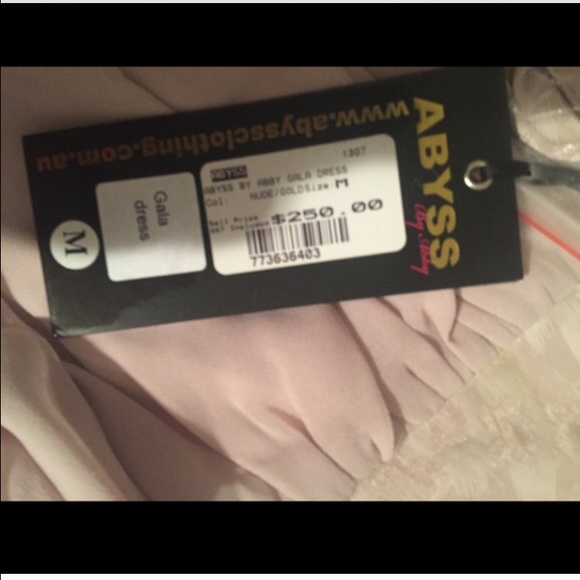 ABYSS
By Abby
www.abyssclothing.com.au
1307
ABYSS
ABYSS BY ABBY GALA DRESS
Col: NUDE/GOLD Size: M
Sell Price
GST Included $250.00
773636403
Gala
dress
M